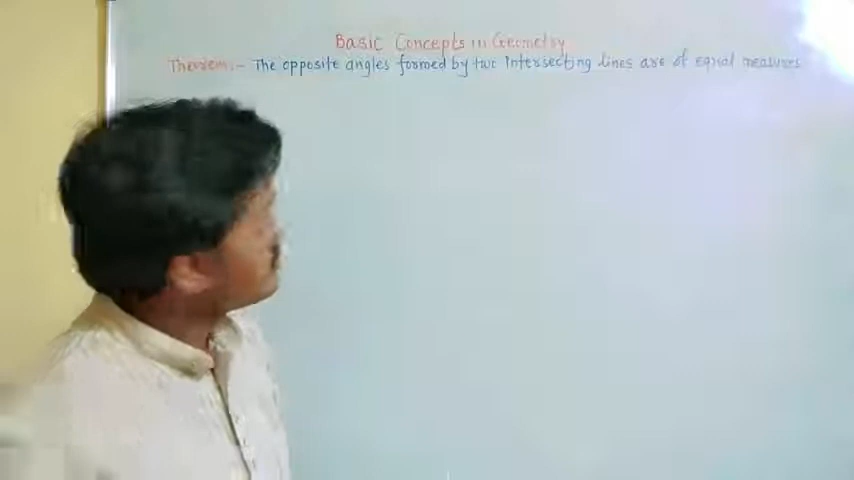 Basic Concepts in Geometry
Theorem:- The opposite angles formed by two Intersecting lines are of equal measures